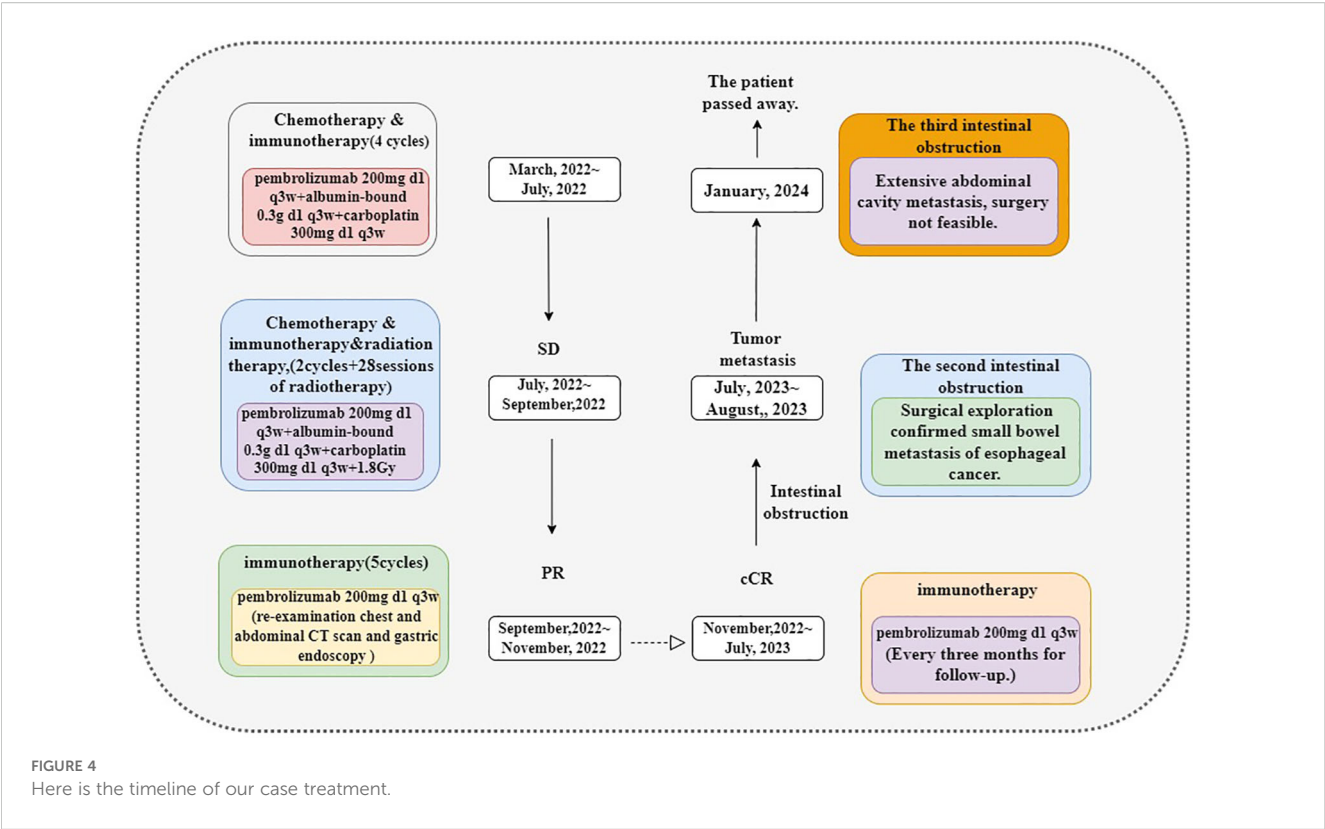 Chemotherapy &
immunotherapy(4 cycles)
pembrolizumab 200mg d1
q3w+albumin-bound
0.3g d1 q3w+carboplatin
300mg d1 q3w
March, 2022~
July, 2022
SD
Chemotherapy &
immunotherapy&radiation
therapy,(2cycles+28sessions
of radiotherapy)
pembrolizumab 200mg d1
q3w+albumin-bound
0.3g d1 q3w+carboplatin
300mg d1 q3w+1.8Gy
July, 2022~
September,2022
PR
immunotherapy(5cycles)
pembrolizumab 200mg d1 q3w
(re-examination chest and
abdominal CT scan and gastric
endoscopy )
September,2022~
November, 2022
cCR
November,2022~
July, 2023
immunotherapy
pembrolizumab 200mg d1 q3w
(Every three months for
follow-up.)
Intestinal
obstruction
Tumor
metastasis
July, 2023~
August,, 2023
The second intestinal
obstruction
Surgical exploration
confirmed small bowel
metastasis of esophageal
cancer.
January, 2024
The patient
passed away.
The third intestinal
obstruction
Extensive abdominal
cavity metastasis, surgery
not feasible.
FIGURE 4
Here is the timeline of our case treatment.